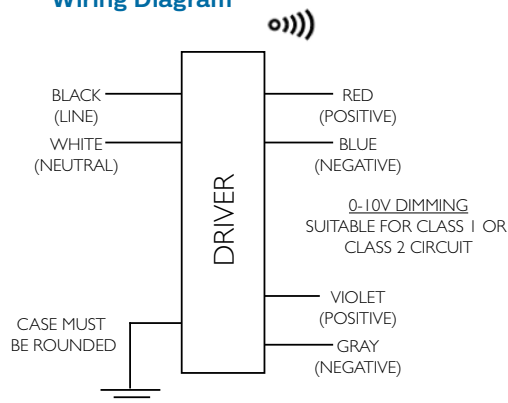 Wiring Diagram
BLACK
(LINE)
WHITE
(NEUTRAL)
CASE MUST
BE ROUNDED
DRIVER
RED
(POSITIVE)
BLUE
(NEGATIVE)
0-10V DIMMING
SUITABLE FOR CLASS 1 OR
CLASS 2 CIRCUIT
VIOLET
(POSITIVE)
GRAY
(NEGATIVE)